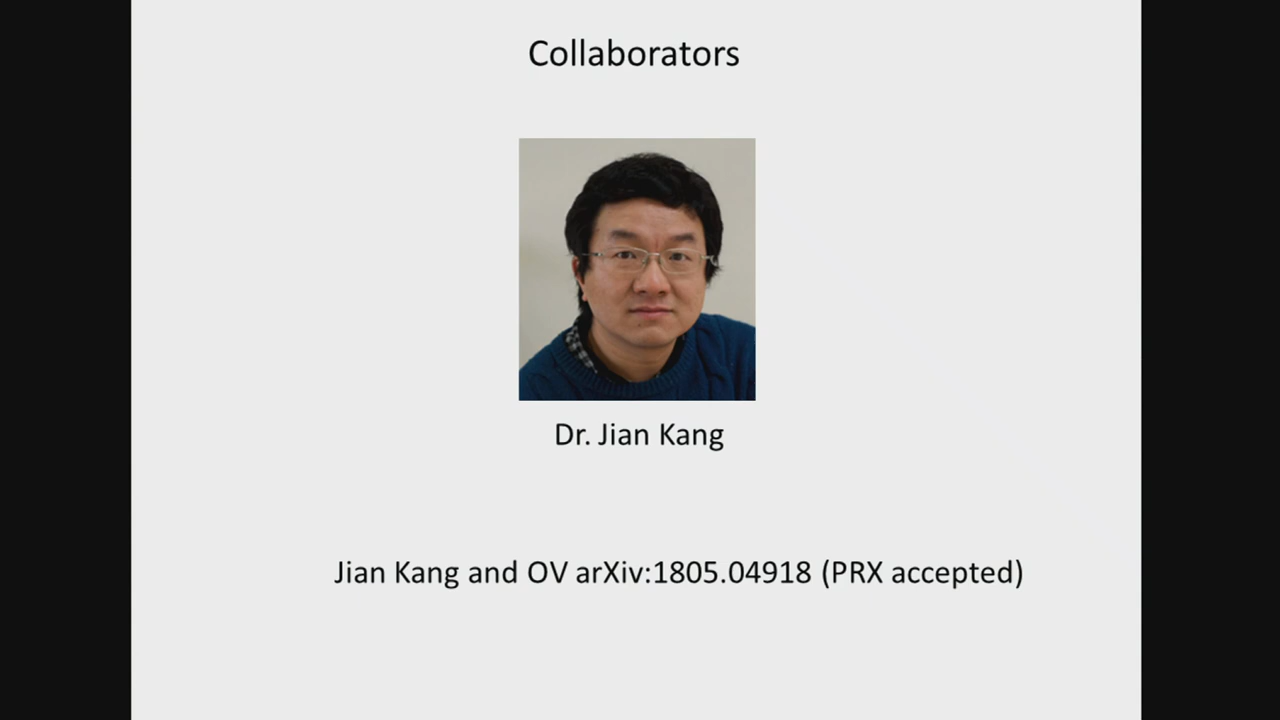 Collaborators
Dr. Jian Kang
Jian Kang and OV arXiv:1805.04918 (PRX accepted)